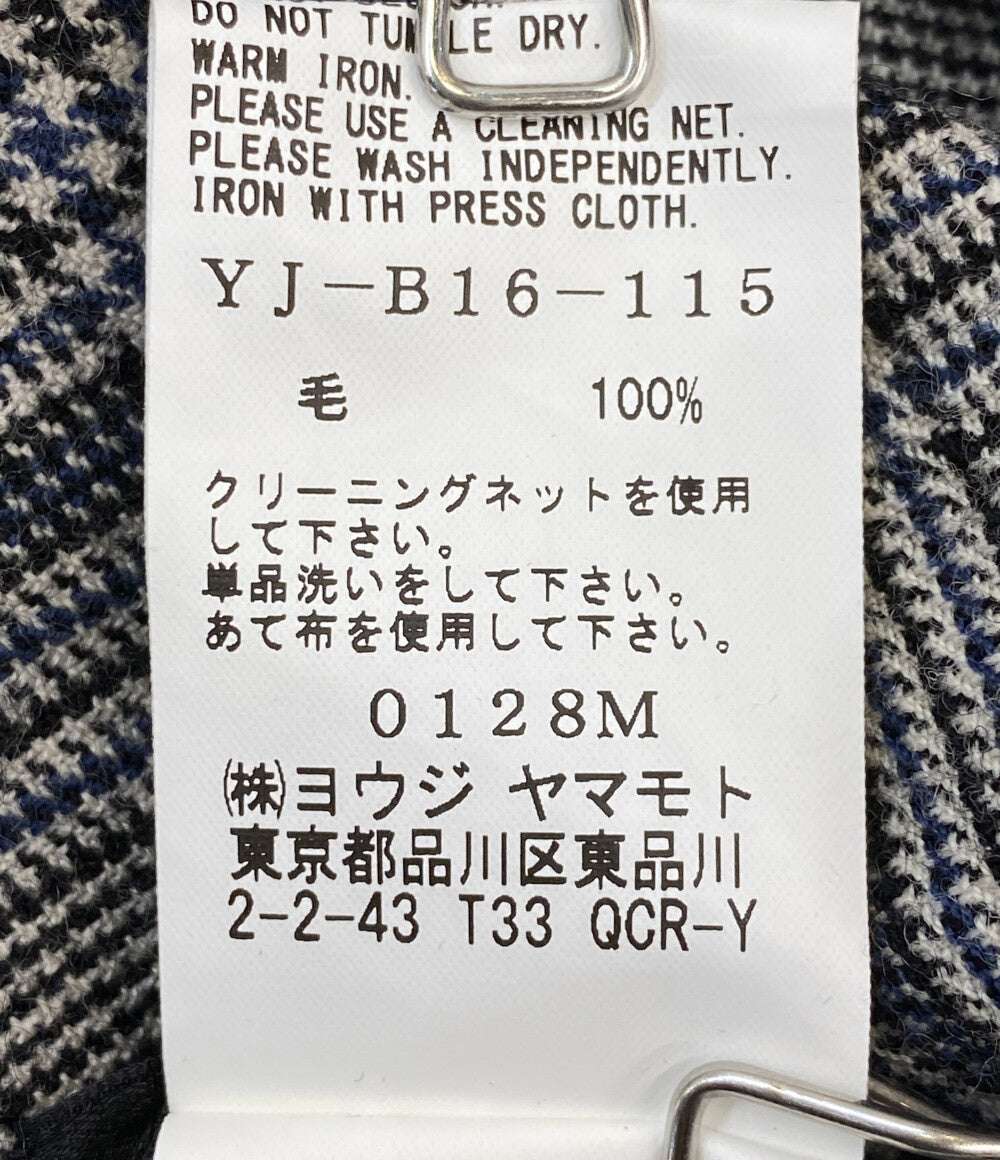 DO NOT TUMBLE DRY.
WARM IRON.
PLEASE USE A CLEANING NET.
PLEASE WASH INDEPENDENTLY.
IRON WITH PRESS CLOTH.
YJ-B16-115
毛 100%
クリーニングネットを使用
して下さい。
単品洗いをして下さい。
あて布を使用して下さい。
0128M
㈱ヨウジ ヤマモト
東京都品川区東品川
2-2-43 T33 QCR-Y